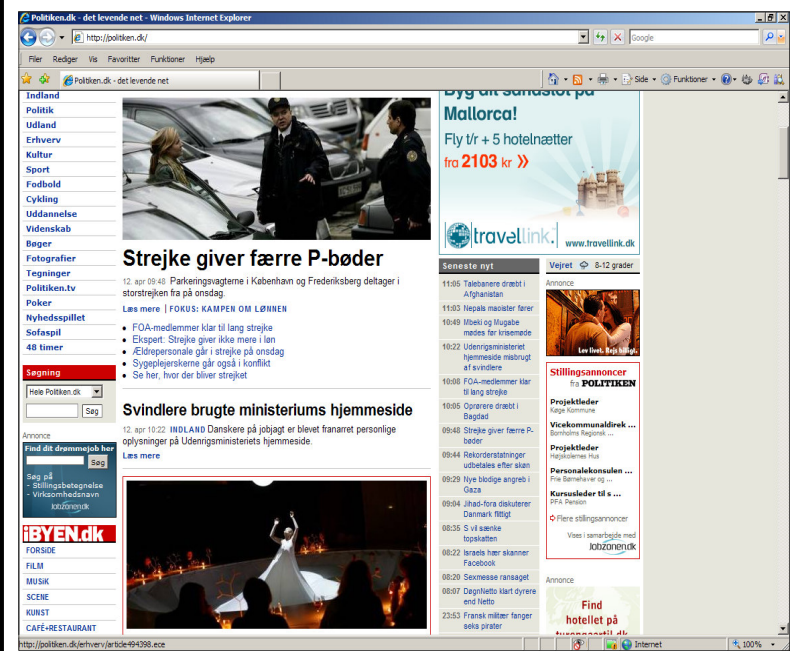 Politiken.dk - det levende net - Windows Internet Explorer
http://politiken.dk/
Google
Filer Rediger Vis Favoritter Funktioner Hjælp
Politiken.dk - det levende net
Side Funktioner
Indland
Politik
Udland
Erhverv
Kultur
Sport
Fodbold
Cykling
Uddannelse
Videnskab
Bøger
Fotografier
Tegninger
Politiken.tv
Poker
Nyhedsspillet
Sofaspil
48 timer
Søgning
Hele Politiken.dk
Søg
Annonce
Find dit drømmejob her
Søg
Søg på
- Stillingsbetegnelse
- Virksomhedsnavn
Jobzonen.dk
iBYEN.dk
FORSiDE
FiLM
MUSiK
SCENE
KUNST
CAFÉ+RESTAURANT
Strejke giver færre P-bøder
12. apr 09:48 Parkeringsvagterne i København og Frederiksberg deltager i
storstrejken fra på onsdag.
Læs mere | FOKUS: KAMPEN OM LØNNEN
FOA-medlemmer klar til lang strejke
Ekspert: Strejke giver ikke mere i løn
Ældrepersonale går i strejke på onsdag
Sygeplejerskerne går også i konflikt
Se her, hvor der bliver strejket
Svindlere brugte ministeriums hjemmeside
12. apr 10:22 INDLAND Danskere på jobjagt er blevet franarret personlige
oplysninger på Udenrigsministeriets hjemmeside.
Læs mere
Byg dit sandslot på
Mallorca!
Fly t/r + 5 hotelnætter
fra 2103 kr »
travellink.
www.travellink.dk
Seneste nyt
11:05 Talebanere dræbt i
Afghanistan
11:03 Nepals maoister fører
10:49 Mbeki og Mugabe
mødes før krisemøde
10:22 Udenrigsministeriet
hjemmeside misbrugt
af svindlere
10:08 FOA-medlemmer klar
til lang strejke
10:05 Oprørere dræbt i
Bagdad
09:48 Strejke giver færre P-
bøder
09:44 Rekorderstatninger
udbetales efter skøn
09:29 Nye blodige angreb i
Gaza
09:04 Jihad-fora diskuterer
Danmark flittigt
08:35 S vil sænke
topskatten
08:22 Israels hær skanner
Facebook
08:20 Sexmesse ransaget
08:07 DøgnNetto klart dyrere
end Netto
23:53 Fransk militær fanger
seks pirater
Vejret 8-12 grader
Annonce
Lev livet. Rejs billigt.
Stillingsannoncer
fra POLITIKEN
Projektleder
Køge Kommune
Vicekommunaldirek ...
Bornholms Regionsk ...
Projektleder
Højskolernes Hus
Personalekonsulen ...
Frie Børnehaver og ...
Kursusleder til s ...
PFA Pension
Flere stillingsannoncer
Vises i samarbejde med
Jobzonen.dk
Annonce
Find
hotellet på
http://politiken.dk/erhverv/article494398.ece
Internet
100%